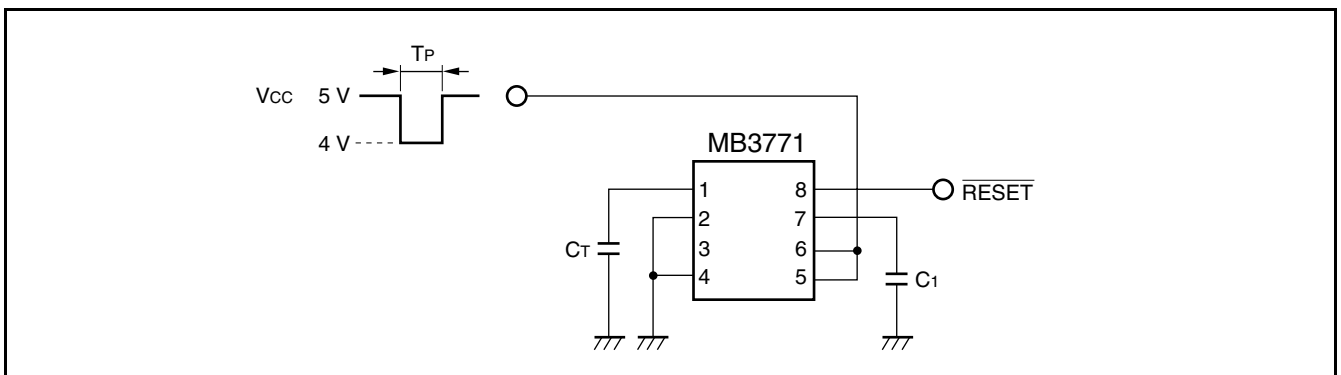 TP
VCC 5 V
4 V
MB3771
1 8 RESET
2 7
CT 3 6
4 5 C1